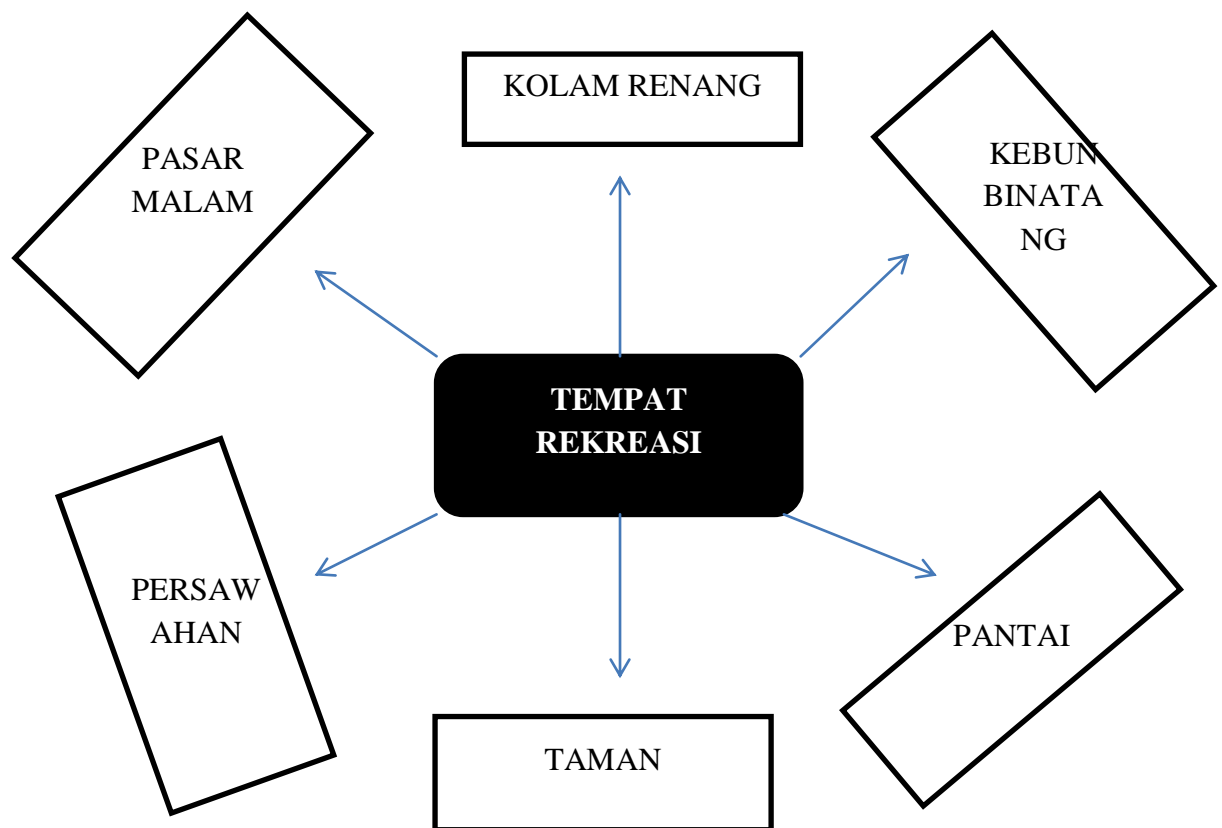 KOLAM RENANG
PASAR
MALAM
KEBUN
BINATA
NG
TEMPAT
REKREASI
PERSAW
AHAN
PANTAI
TAMAN